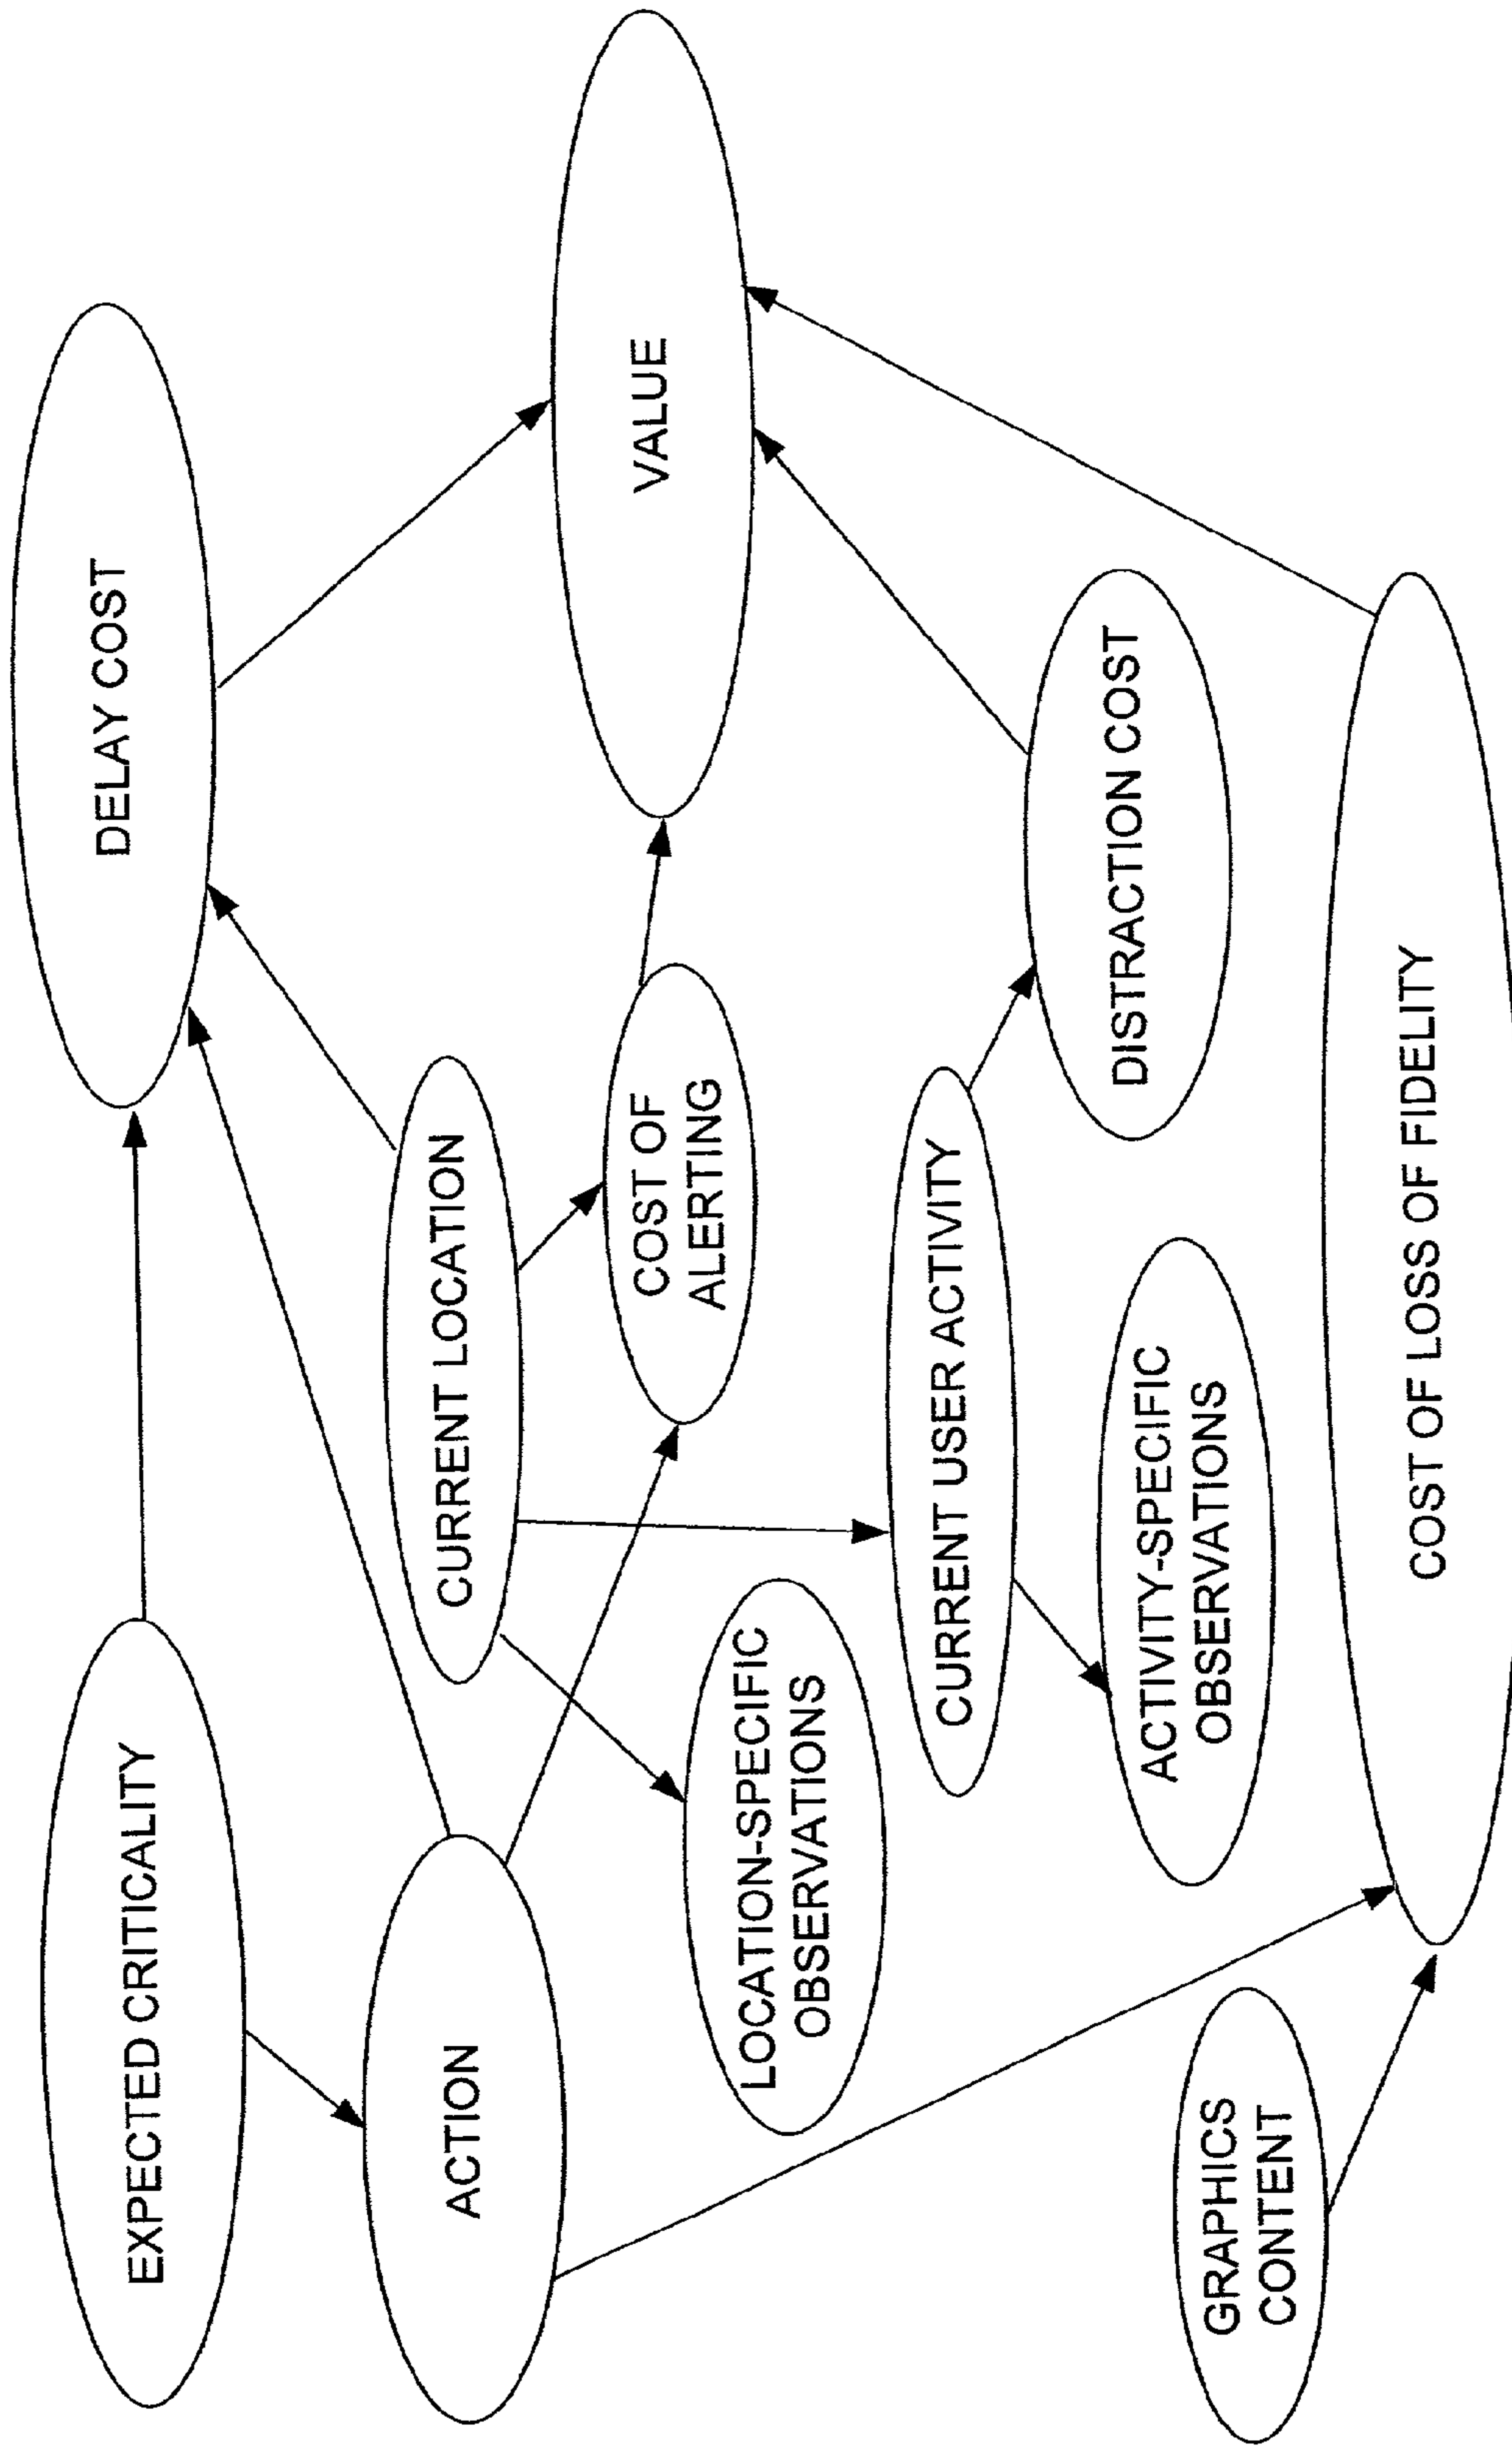 EXPECTED CRITICALITY
DELAY COST
ACTION
CURRENT LOCATION
VALUE
COST OF
ALERTING
LOCATION-SPECIFIC
OBSERVATIONS
CURRENT USER ACTIVITY
DISTRACTION COST
ACTIVITY-SPECIFIC
OBSERVATIONS
GRAPHICS
CONTENT
COST OF LOSS OF FIDELITY